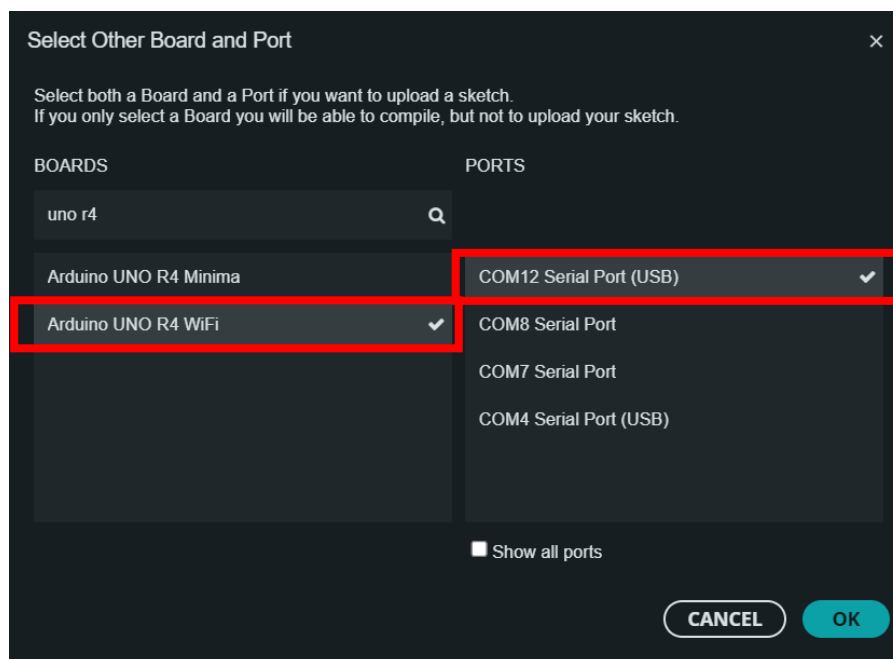 Select Other Board and Port
Select both a Board and a Port if you want to upload a sketch.
If you only select a Board you will be able to compile, but not to upload your sketch.
BOARDS
uno r4
Arduino UNO R4 Minima
Arduino UNO R4 WiFi
PORTS
COM12 Serial Port (USB)
COM8 Serial Port
COM7 Serial Port
COM4 Serial Port (USB)
Show all ports
CANCEL
OK